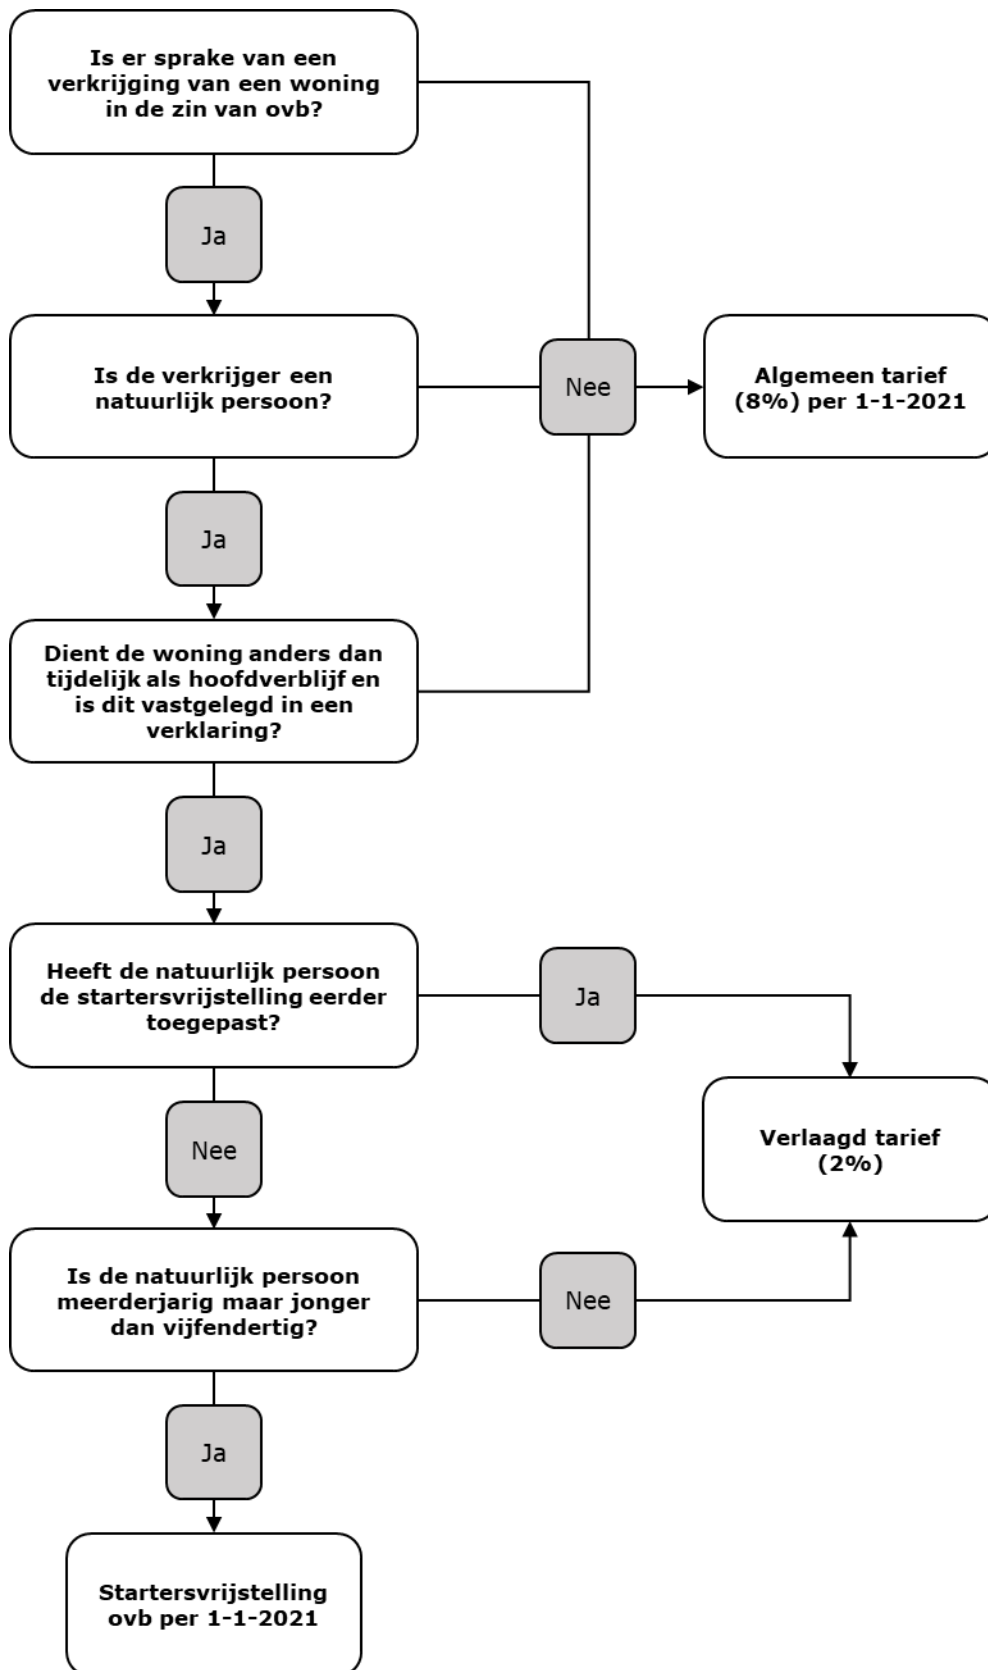 Is er sprake van een
verkrijging van een woning
in de zin van ovb?
Ja
Is de verkrijger een
natuurlijk persoon?
Nee
Algemeen tarief
(8%) per 1-1-2021
Ja
Dient de woning anders dan
tijdelijk als hoofdverblijf en
is dit vastgelegd in een
verklaring?
Ja
Heeft de natuurlijk persoon
de startersvrijstelling eerder
toegepast?
Ja
Verlaagd tarief
(2%)
Nee
Is de natuurlijk persoon
meerderjarig maar jonger
dan vijfendertig?
Nee
Ja
Startersvrijstelling
ovb per 1-1-2021